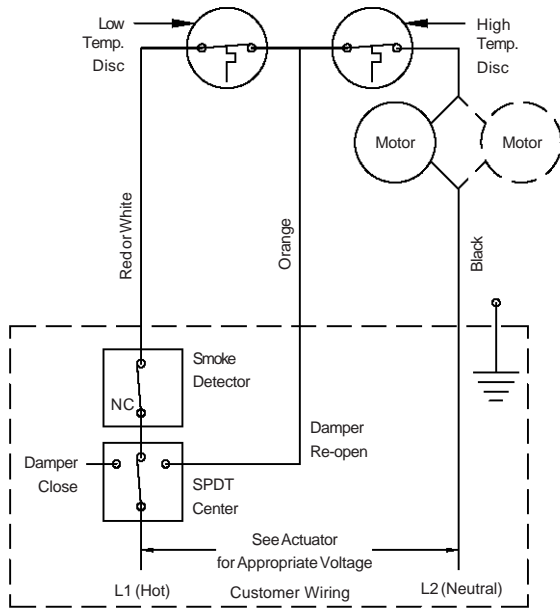 Low
Temp.
Disc
High
Temp.
Disc
Motor
Motor
Red or White
Orange
Black
Smoke
Detector
NC
Damper
Re-open
Damper
Close
SPDT
Center
See Actuator
for Appropriate Voltage
L1 (Hot)
Customer Wiring
L2 (Neutral)